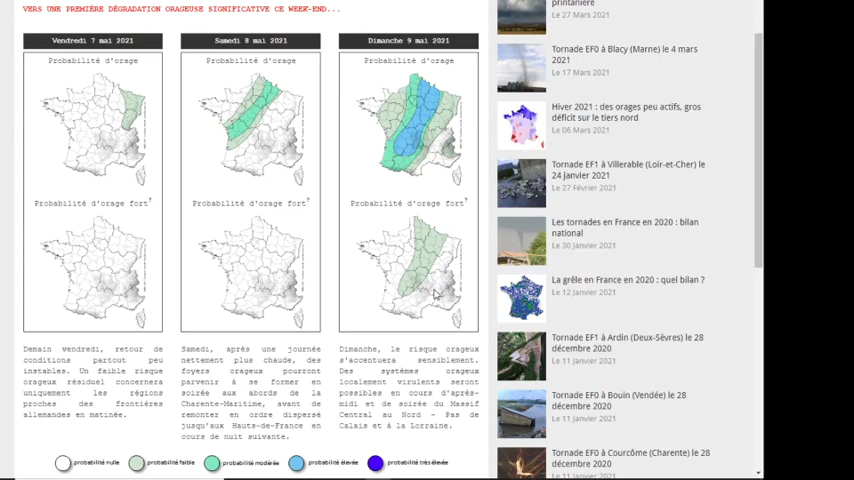 VERS UNE PREMIÈRE DÉGRADATION ORAGEUSE SIGNIFICATIVE CE WEEK-END...
Vendredi 7 mai 2021
Probabilité d'orage
Probabilité d'orage fort?
Demain vendredi, retour de
conditions partout peu
instables. Un faible risque
orageux résiduel concernera
uniquement les régions
proches des frontières
allemandes en matinée.
Samedi 8 mai 2021
Probabilité d'orage
Probabilité d'orage fort?
Samedi, après une journée
nettement plus chaude, des
foyers orageux pourront
parvenir à se former en
soirée aux abords de la
Charente-Maritime, avant de
remonter en ordre dispersé
jusqu'aux Hauts-de-France en
cours de nuit suivante.
Dimanche 9 mai 2021
Probabilité d'orage
Probabilité d'orage fort?
Dimanche, le risque orageux
s'accentuera sensiblement.
Des systèmes orageux
localement virulents seront
possibles en cours d'après-
midi et de soirée du Massif
Central au Nord - Pas de
Calais et à la Lorraine.
probabilité nulle
probabilité faible
probabilité modérée
probabilité élevée
probabilité très élevée
printanière
Le 27 Mars 2021
Tornade EF0 à Blacy (Marne) le 4 mars
2021
Le 17 Mars 2021
Hiver 2021 : des orages peu actifs, gros
déficit sur le tiers nord
Le 06 Mars 2021
Tornade EF1 à Villerable (Loir-et-Cher) le
24 janvier 2021
Le 27 Février 2021
Les tornades en France en 2020 : bilan
national
Le 30 Janvier 2021
La grêle en France en 2020 : quel bilan ?
Le 12 Janvier 2021
Tornade EF1 à Ardin (Deux-Sèvres) le 28
décembre 2020
Le 11 Janvier 2021
Tornade EF0 à Bouin (Vendée) le 28
décembre 2020
Le 11 Janvier 2021
Tornade EF0 à Courcôme (Charente) le 28
décembre 2020
Le 11 Janvier 2021